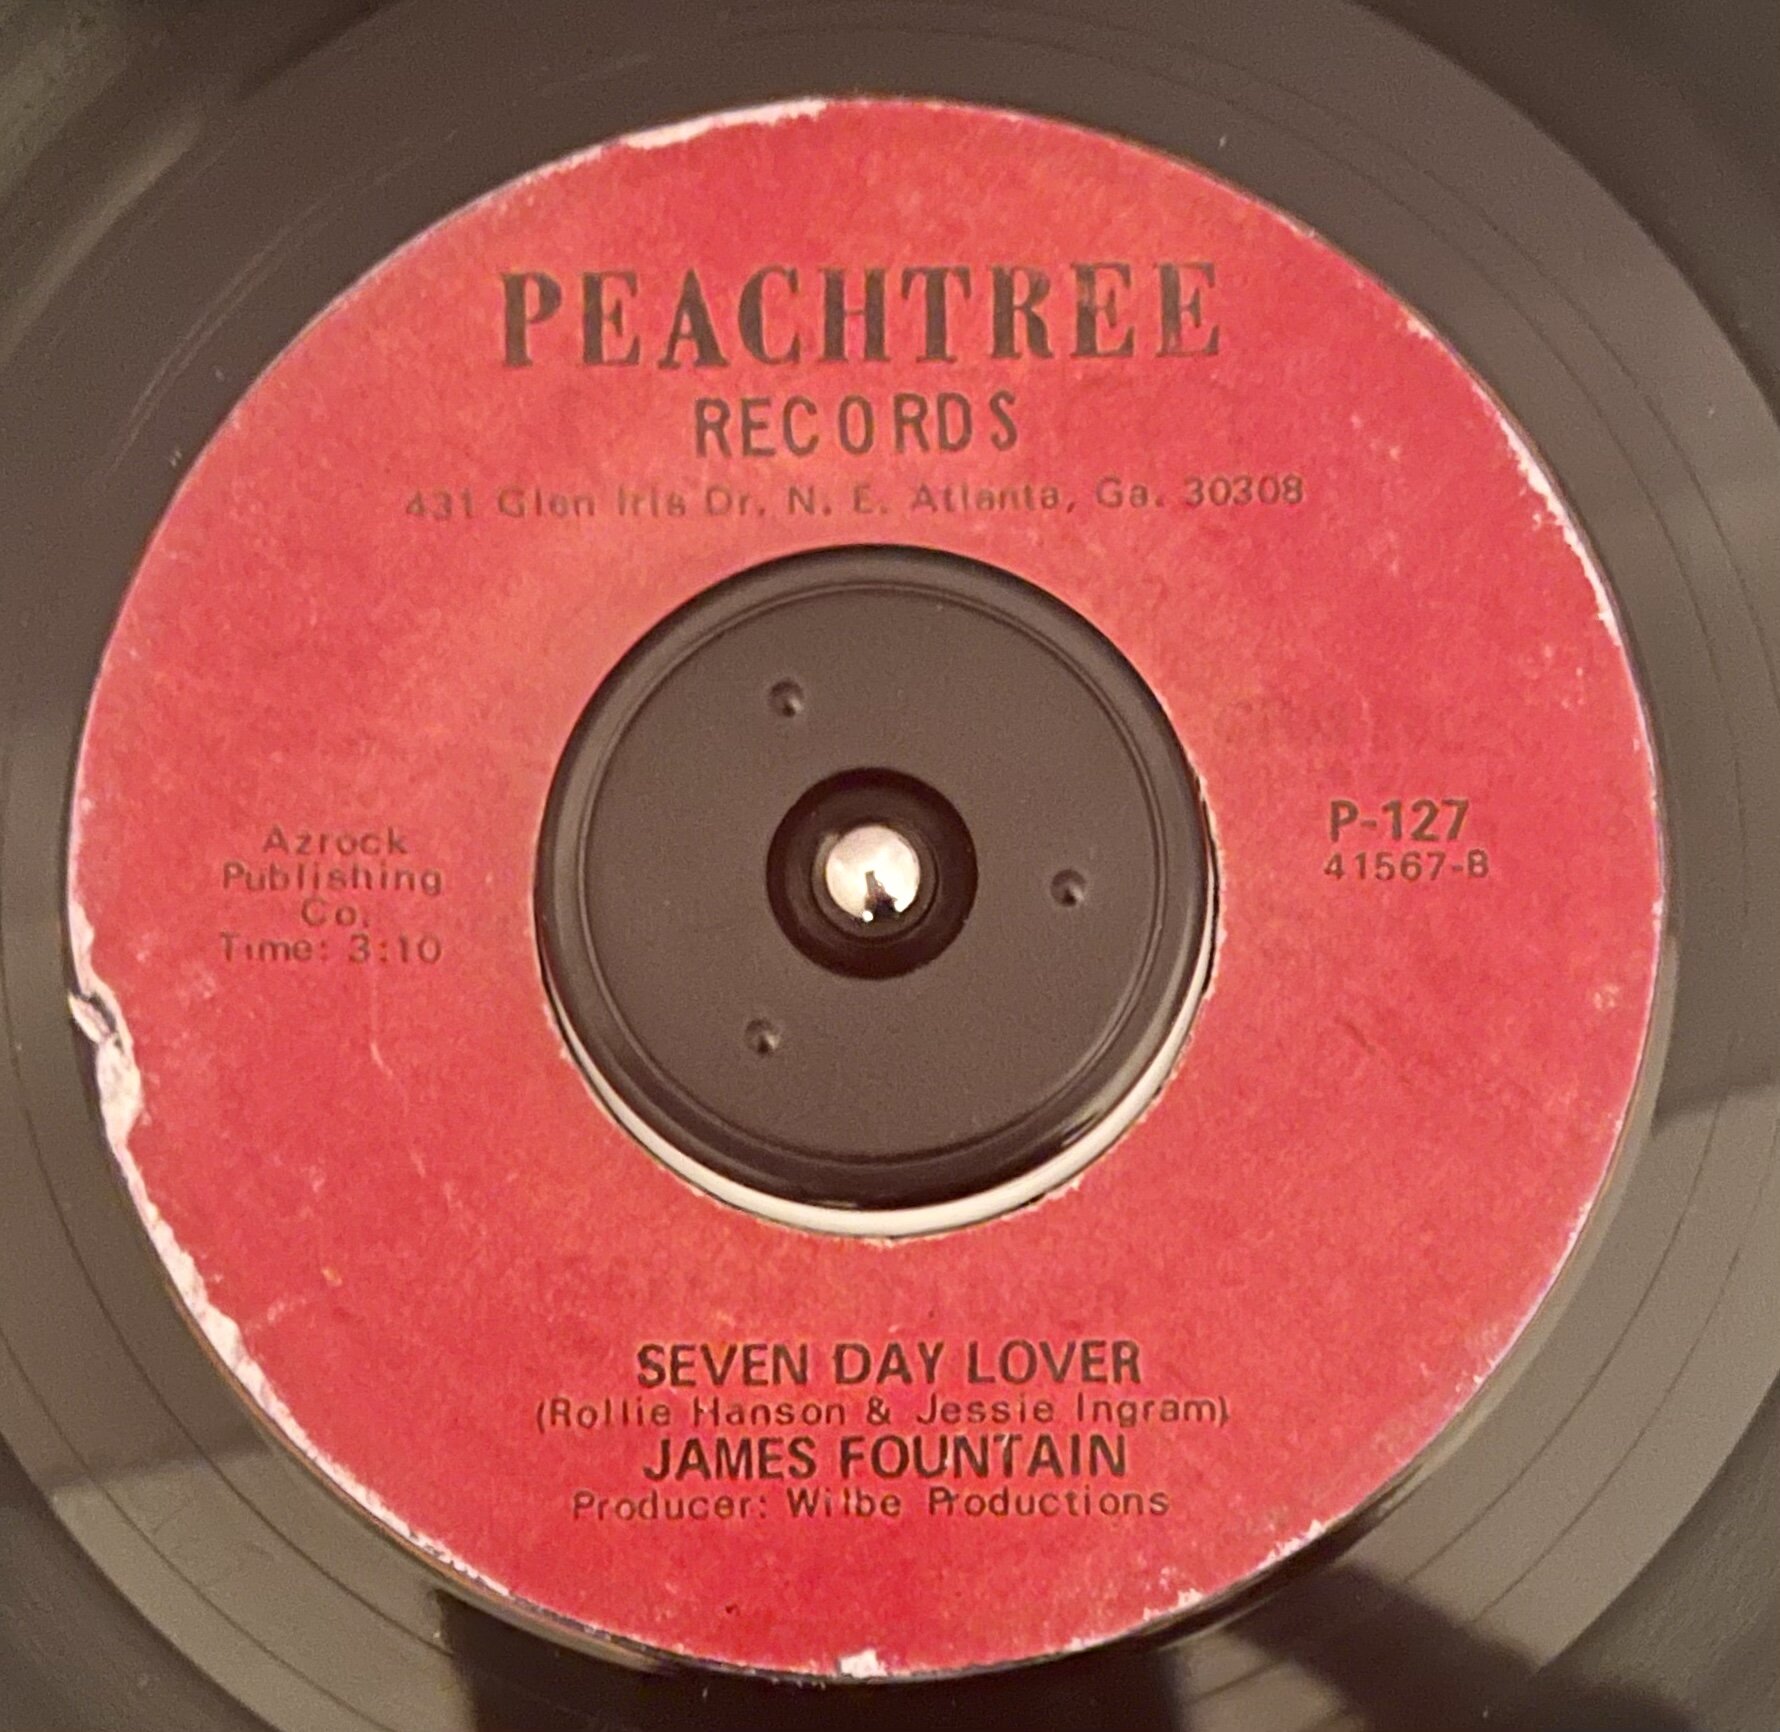 PEACHTREE
RECORDS
431 Glen Iris Dr. N. E. Atlanta, Ga. 30308
Azrock
Publishing
Co.
Time: 3:10
P-127
41567-B
SEVEN DAY LOVER
(Rollie Hanson & Jessie Ingram)
JAMES FOUNTAIN
Producer: Wilbe Productions